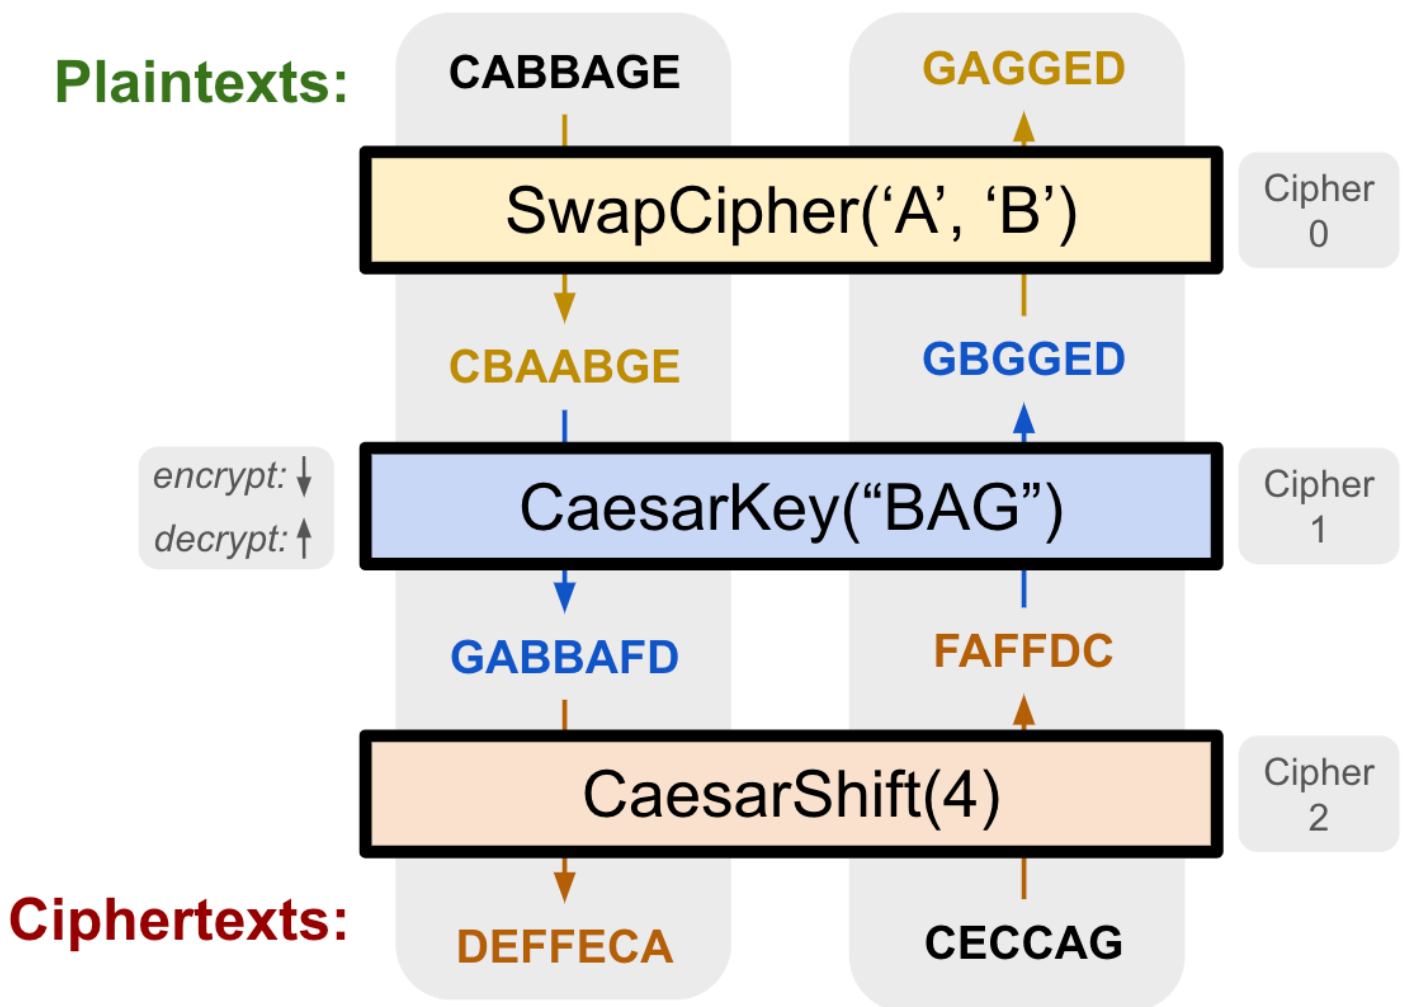 Plaintexts:
CABBAGE
GAGGED
SwapCipher(‘A’, ‘B’)
Cipher
0
CBAABGE
GBGGED
encrypt:
decrypt:
CaesarKey(“BAG”)
Cipher
1
GABBAFD
FAFFDC
CaesarShift(4)
Cipher
2
Ciphertexts:
DEFFECA
CECCAG